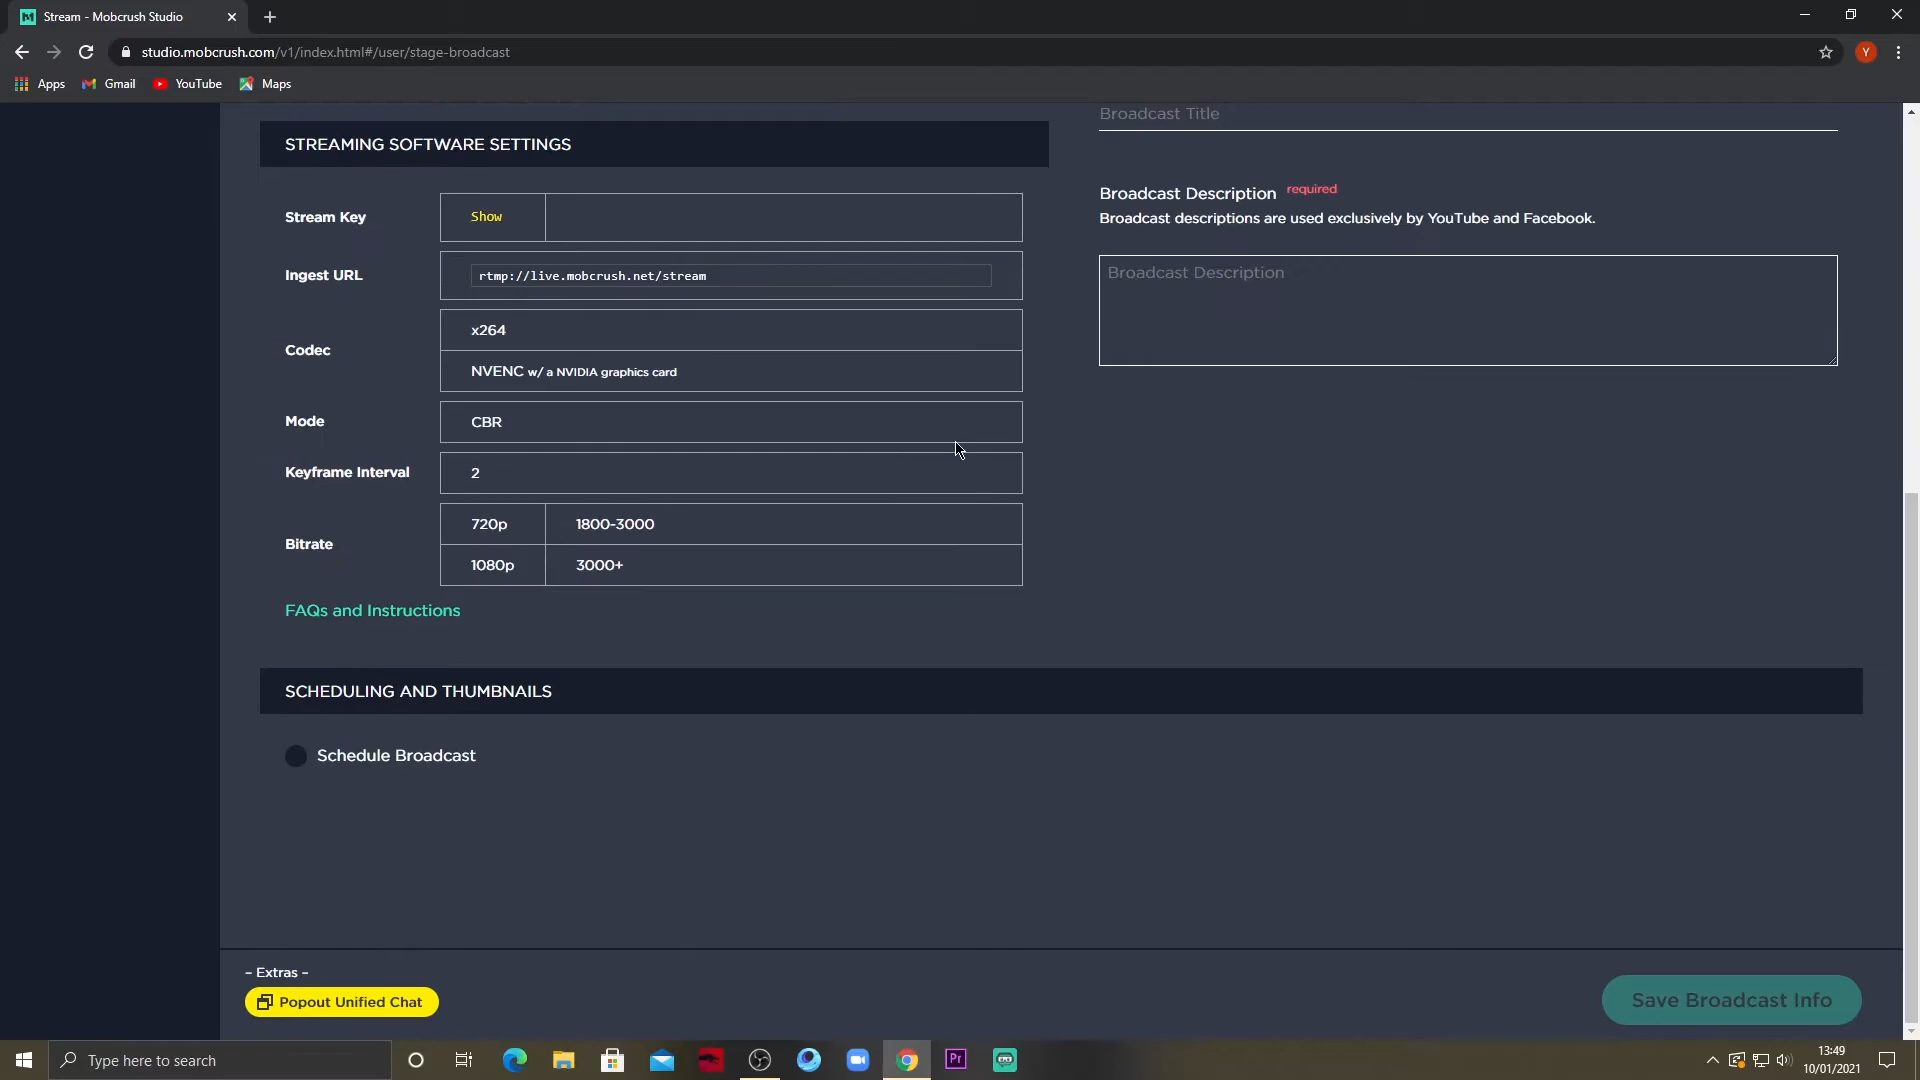 Stream - Mobcrush Studio
studio.mobcrush.com/v1/index.html#/user/stage-broadcast
Y
Apps
Gmail
YouTube
Maps
STREAMING SOFTWARE SETTINGS
Stream Key
Show
Ingest URL
rtmp://live.mobcrush.net/stream
Codec
x264
NVENC w/ a NVIDIA graphics card
Mode
CBR
Keyframe Interval
2
Bitrate
720p
1800-3000
1080p
3000+
FAQs and Instructions
Broadcast Title
Broadcast Description required
Broadcast descriptions are used exclusively by YouTube and Facebook.
Broadcast Description
SCHEDULING AND THUMBNAILS
Schedule Broadcast
- Extras -
Popout Unified Chat
Save Broadcast Info
Type here to search
Pr
13:49
10/01/2021